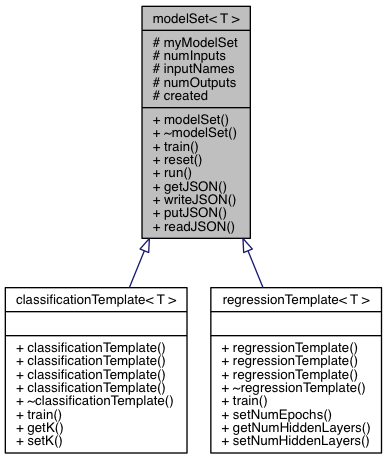 modelSet< T >
# myModelSet
# numInputs
# inputNames
# numOutputs
# created
+ modelSet()
+ ~modelSet()
+ train()
+ reset()
+ run()
+ getJSON()
+ writeJSON()
+ putJSON()
+ readJSON()
classificationTemplate< T >
+ classificationTemplate()
+ classificationTemplate()
+ classificationTemplate()
+ classificationTemplate()
+ ~classificationTemplate()
+ train()
+ getK()
+ setK()
regressionTemplate< T >
+ regressionTemplate()
+ regressionTemplate()
+ regressionTemplate()
+ ~regressionTemplate()
+ train()
+ setNumEpochs()
+ getNumHiddenLayers()
+ setNumHiddenLayers()